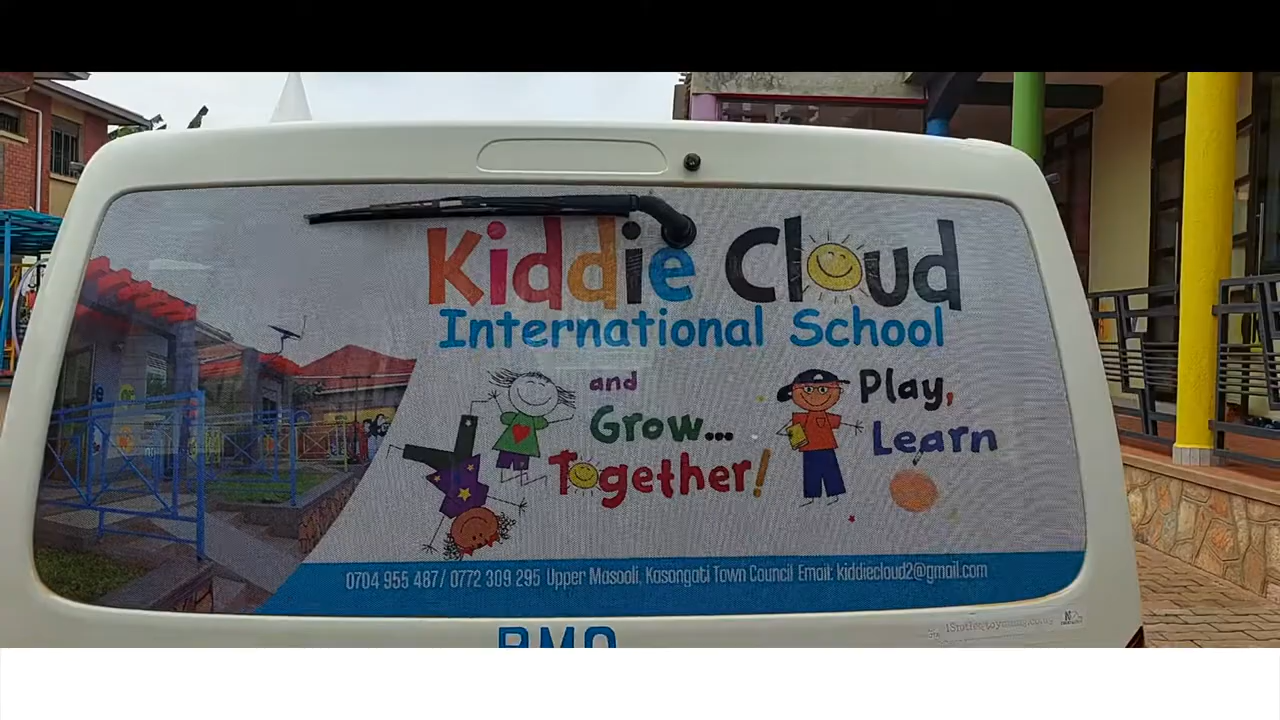 Kiddie Cloud
International School
and
Grow...
Together!
Play,
Learn
0704 955 487/ 0772 309 295 Upper Masooli, Kasangati Town Council Email: kiddiecloud2@gmail.com